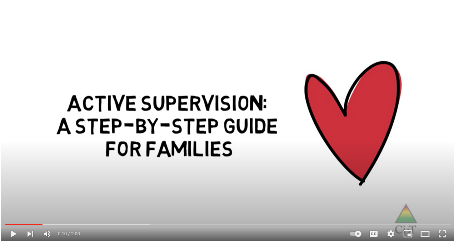 ACTIVE SUPERVISION:
A STEP-BY-STEP GUIDE
FOR FAMILIES